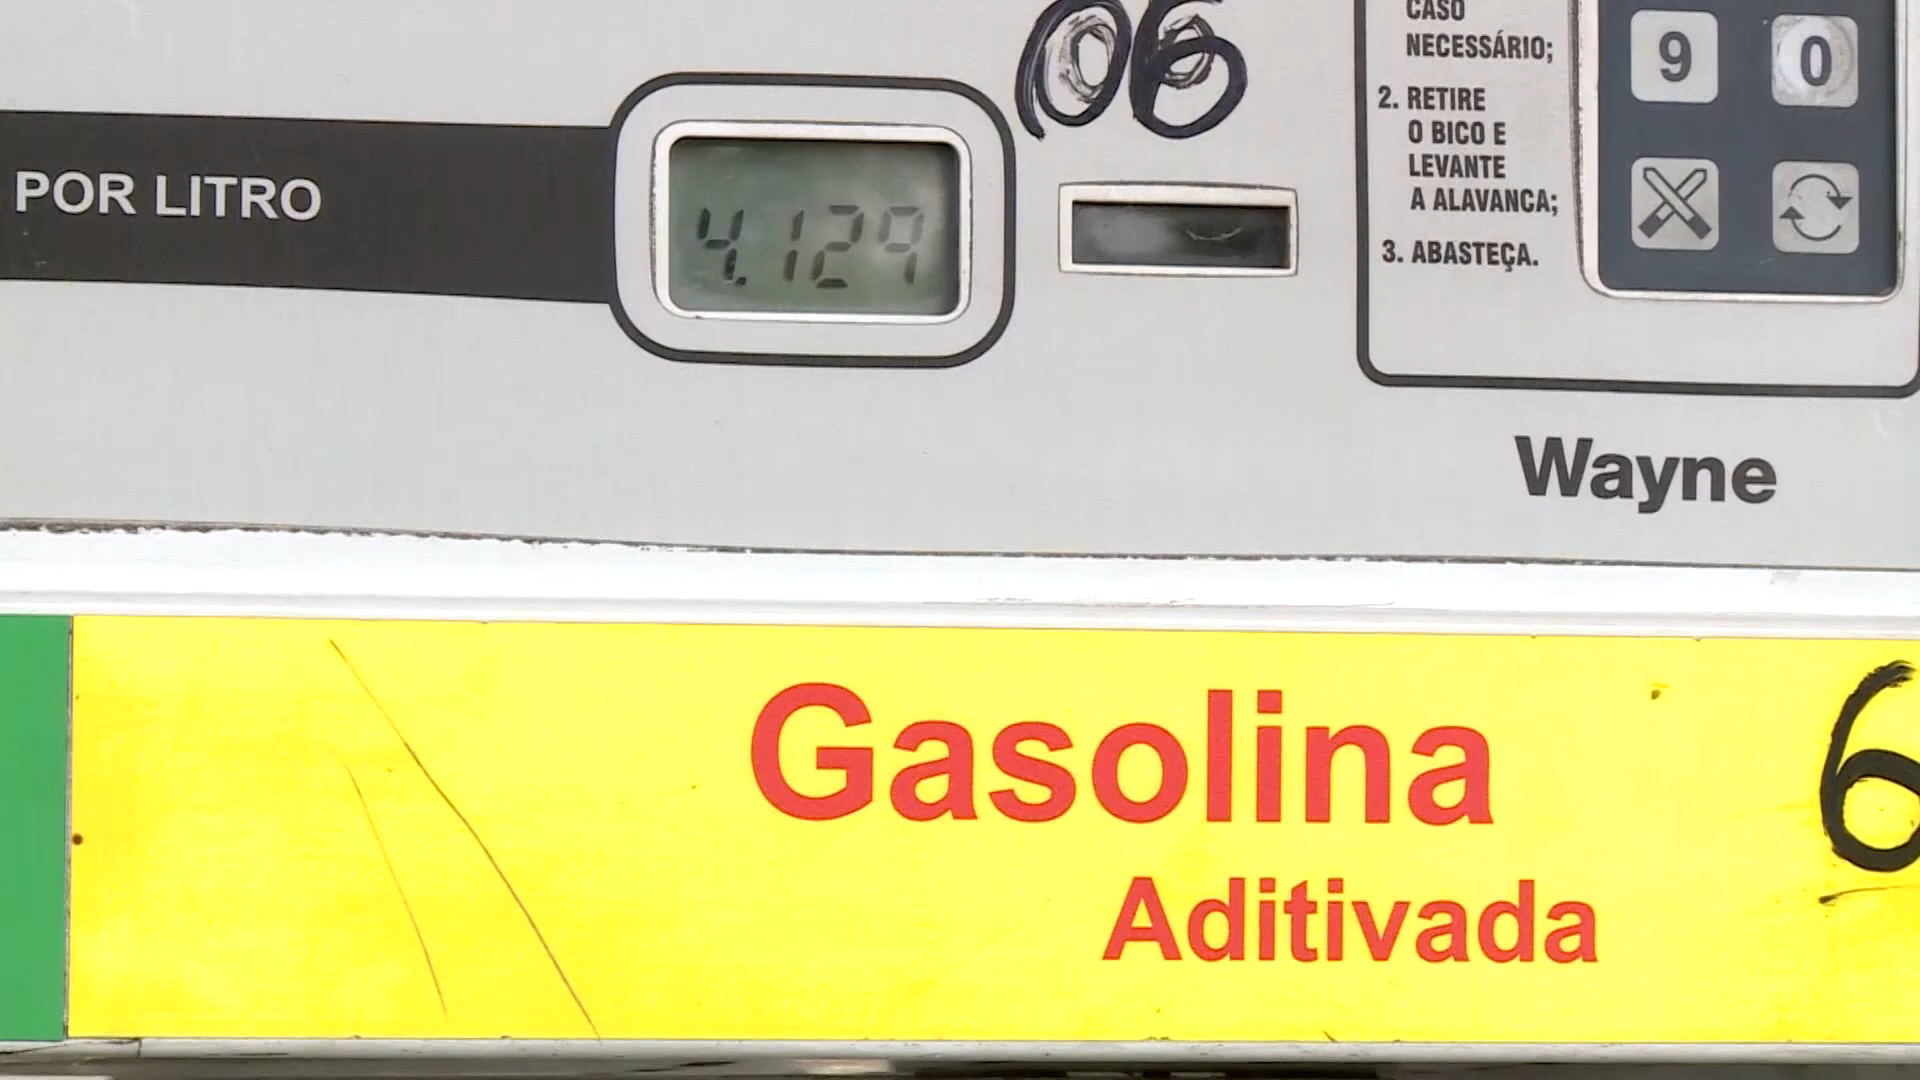 06
CASO
NECESSÁRIO;
2. RETIRE
O BICO E
LEVANTE
A ALAVANCA;
3. ABASTEÇA.
9 0
POR LITRO
4.129
Wayne
Gasolina
Aditivada
6